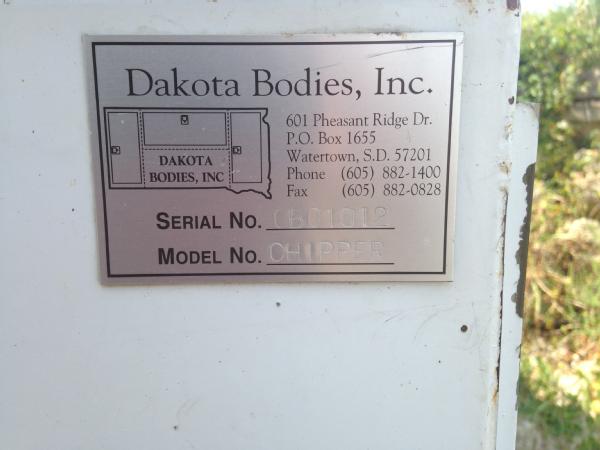 Dakota Bodies, Inc.
601 Pheasant Ridge Dr.
P.O. Box 1655
Watertown, S.D. 57201
Phone (605) 882-1400
Fax (605) 882-0828
DAKOTA
BODIES, INC
SERIAL NO.
MODEL NO. CHIPPER